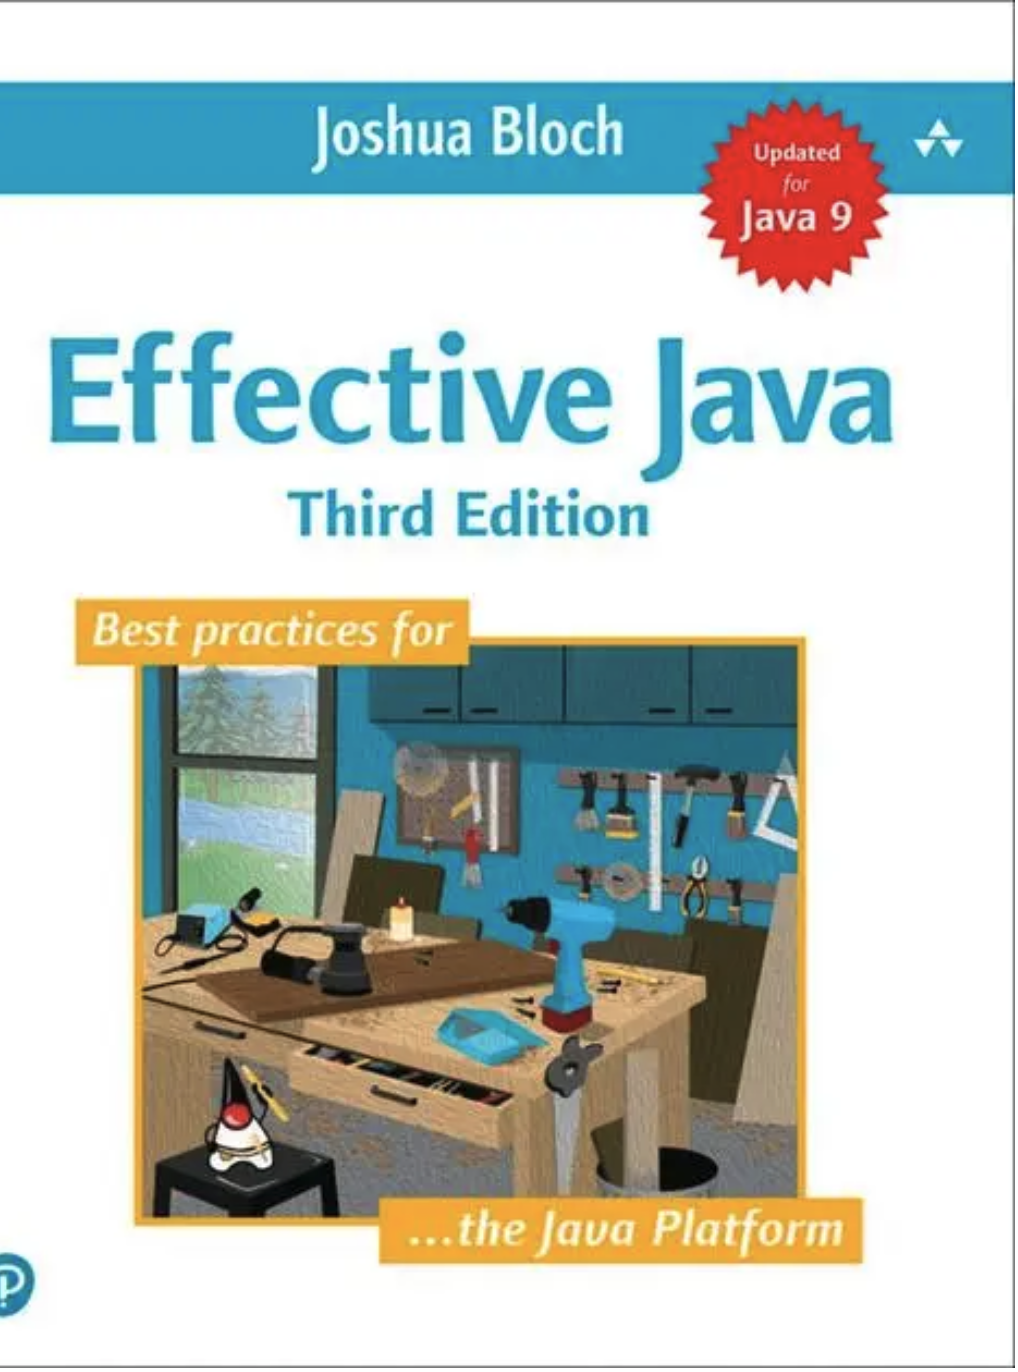 Joshua Bloch
Updated
for
Java 9
Effective Java
Third Edition
Best practices for
...the Java Platform
P